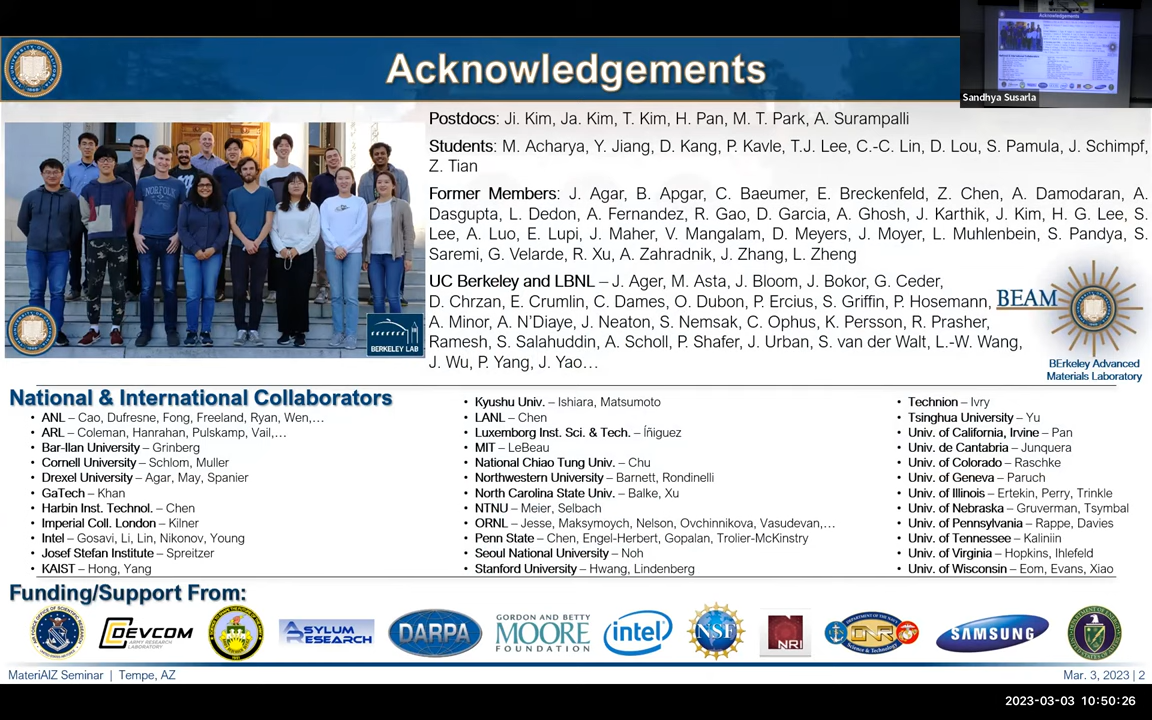 Acknowledgements
Sandhya Susarla
Postdocs: Ji. Kim, Ja. Kim, T. Kim, H. Pan, M. T. Park, A. Surampalli
Students: M. Acharya, Y. Jiang, D. Kang, P. Kavle, T.J. Lee, C.-C. Lin, D. Lou, S. Pamula, J. Schimpf,
Z. Tian
Former Members: J. Agar, B. Apgar, C. Baeumer, E. Breckenfeld, Z. Chen, A. Damodaran, A.
Dasgupta, L. Dedon, A. Fernandez, R. Gao, D. Garcia, A. Ghosh, J. Karthik, J. Kim, H. G. Lee, S.
Lee, A. Luo, E. Lupi, J. Maher, V. Mangalam, D. Meyers, J. Moyer, L. Muhlenbein, S. Pandya, S.
Saremi, G. Velarde, R. Xu, A. Zahradnik, J. Zhang, L. Zheng
UC Berkeley and LBNL – J. Ager, M. Asta, J. Bloom, J. Bokor, G. Ceder,
D. Chrzan, E. Crumlin, C. Dames, O. Dubon, P. Ercius, S. Griffin, P. Hosemann,
A. Minor, A. N'Diaye, J. Neaton, S. Nemsak, C. Ophus, K. Persson, R. Prasher,
Ramesh, S. Salahuddin, A. Scholl, P. Shafer, J. Urban, S. van der Walt, L.-W. Wang,
J. Wu, P. Yang, J. Yao…
NORFOLK
BERKELEY LAB
BEAM
BErkeley Advanced
Materials Laboratory
National & International Collaborators
• ANL – Cao, Dufresne, Fong, Freeland, Ryan, Wen,…
• ARL – Coleman, Hanrahan, Pulskamp, Vail,…
• Bar-Ilan University – Grinberg
• Cornell University – Schlom, Muller
• Drexel University – Agar, May, Spanier
• GaTech – Khan
• Harbin Inst. Technol. – Chen
• Imperial Coll. London – Kilner
• Intel – Gosavi, Li, Lin, Nikonov, Young
• Josef Stefan Institute – Spreitzer
• KAIST – Hong, Yang
• Kyushu Univ. – Ishiara, Matsumoto
• LANL – Chen
• Luxemborg Inst. Sci. & Tech. – Íñiguez
• MIT – LeBeau
• National Chiao Tung Univ. – Chu
• Northwestern University – Barnett, Rondinelli
• North Carolina State Univ. – Balke, Xu
• NTNU – Meier, Selbach
• ORNL – Jesse, Maksymoych, Nelson, Ovchinnikova, Vasudevan,…
• Penn State – Chen, Engel-Herbert, Gopalan, Trolier-McKinstry
• Seoul National University – Noh
• Stanford University – Hwang, Lindenberg
• Technion – Ivry
• Tsinghua University – Yu
• Univ. of California, Irvine – Pan
• Univ. de Cantabria – Junquera
• Univ. of Colorado – Raschke
• Univ. of Geneva – Paruch
• Univ. of Illinois – Ertekin, Perry, Trinkle
• Univ. of Nebraska – Gruverman, Tsymbal
• Univ. of Pennsylvania – Rappe, Davies
• Univ. of Tennessee – Kaliniin
• Univ. of Virginia – Hopkins, Ihlefeld
• Univ. of Wisconsin – Eom, Evans, Xiao
Funding/Support From:
DEVCOM
ARMY RESEARCH
LABORATORY
ASYLUM
RESEARCH
DARPA
GORDON AND BETTY
MOORE
FOUNDATION
intel
NSF
NRI
ONR
Science & Technology
SAMSUNG
MateriAlZ Seminar | Tempe, AZ
Mar. 3, 2023 | 2
2023-03-03 10:50:26